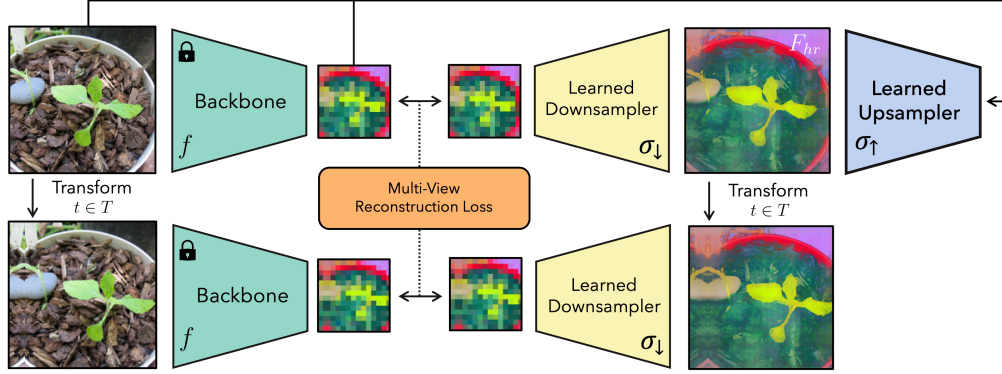 Backbone
f
Learned
Downsampler
σ↓
F_hr
Learned
Upsampler
σ↑
Transform
t ∈ T
Multi-View
Reconstruction Loss
Transform
t ∈ T
Backbone
f
Learned
Downsampler
σ↓